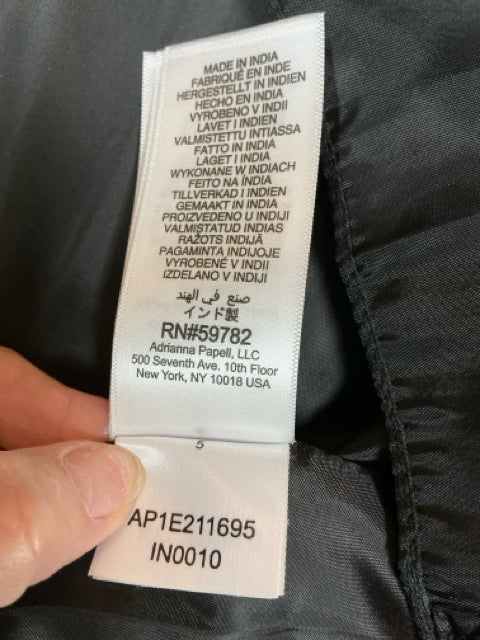 MADE IN INDIA
FABRIQUÉ EN INDE
HERGESTELLT IN INDIEN
HECHO EN INDIA
VYROBENO V INDII
LAVET I INDIEN
VALMISTETTU INTIASSA
FATTO IN INDIA
LAGET I INDIA
WYKONANE W INDIACH
FEITO NA ÍNDIA
TILLVERKAD I INDIEN
GEMAAKT IN INDIA
PROIZVEDENO U INDIJI
VALMISTATUD INDIAS
RAŽOTS INDIJĀ
PAGAMINTA INDIJOJE
VYROBENÉ V INDII
IZDELANO V INDIJI
صنع في الهند
インド製
RN#59782
Adrianna Papell, LLC
500 Seventh Ave. 10th Floor
New York, NY 10018 USA
5
AP1E211695
IN0010